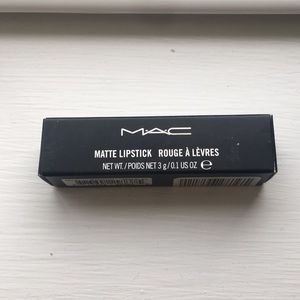 MAC
MATTE LIPSTICK ROUGE À LÈVRES
NET WT./POIDS NET 3 g/0.1 US OZ ℮